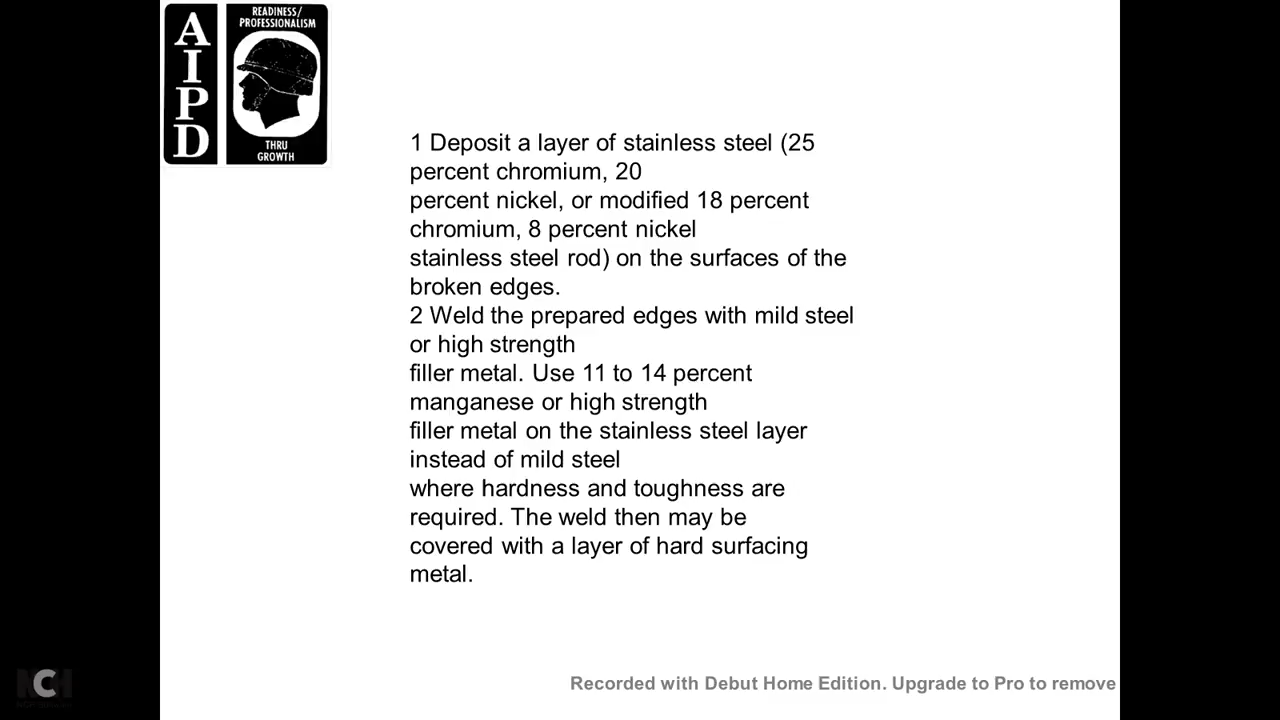 AIPD
READINESS/
PROFESSIONALISM
THRU
GROWTH
1 Deposit a layer of stainless steel (25
percent chromium, 20
percent nickel, or modified 18 percent
chromium, 8 percent nickel
stainless steel rod) on the surfaces of the
broken edges.
2 Weld the prepared edges with mild steel
or high strength
filler metal. Use 11 to 14 percent
manganese or high strength
filler metal on the stainless steel layer
instead of mild steel
where hardness and toughness are
required. The weld then may be
covered with a layer of hard surfacing
metal.
NCH
Recorded with Debut Home Edition. Upgrade to Pro to remove